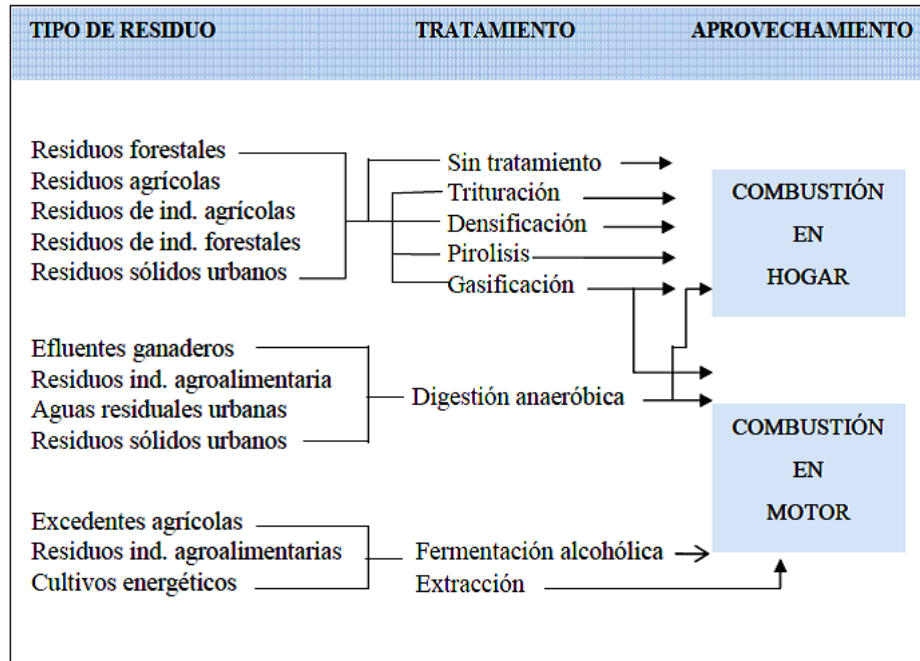 TIPO DE RESIDUO TRATAMIENTO APROVECHAMIENTO
Residuos forestales
Residuos agrícolas
Residuos de ind. agrícolas
Residuos de ind. forestales
Residuos sólidos urbanos
Sin tratamiento
Trituración
Densificación
Pirolisis
Gasificación
COMBUSTIÓN
EN
HOGAR
Efluentes ganaderos
Residuos ind. agroalimentaria
Aguas residuales urbanas
Residuos sólidos urbanos
Digestión anaeróbica
COMBUSTIÓN
EN
MOTOR
Excedentes agrícolas
Residuos ind. agroalimentarias
Cultivos energéticos
Fermentación alcohólica
Extracción